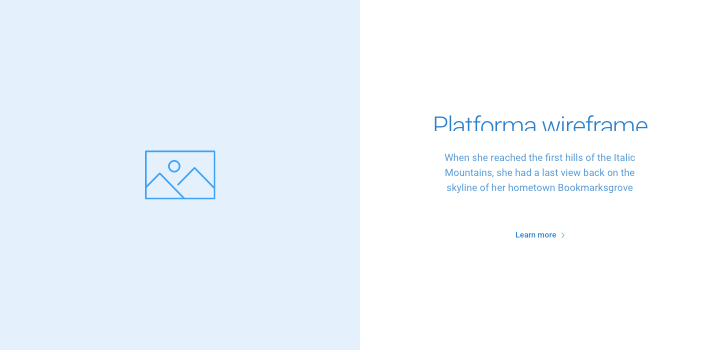 Platforma wireframe
When she reached the first hills of the Italic
Mountains, she had a last view back on the
skyline of her hometown Bookmarksgrove
Learn more